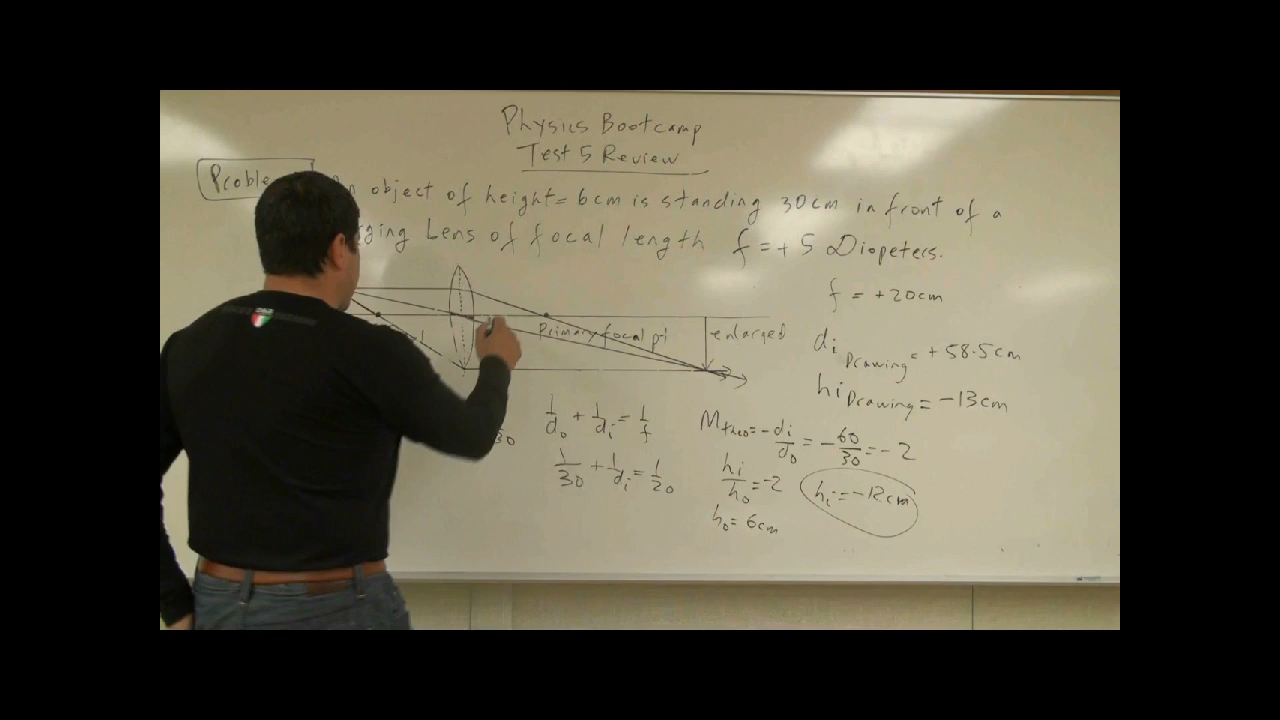 Physics Bootcamp
Test 5 Review
object of height = 6cm is standing 30cm in front of a
rging Lens of focal length f = + 5 Diopeters.
f = +20cm
Primary focal pt
enlarged
di Drawing = +58.5cm
hi Drawing = -13cm
1/do + 1/di = 1/f
1/30 + 1/di = 1/20
Mtheo = -di/do = -60/30 = -2
hi/ho = -2
hi = -12cm
ho = 6cm